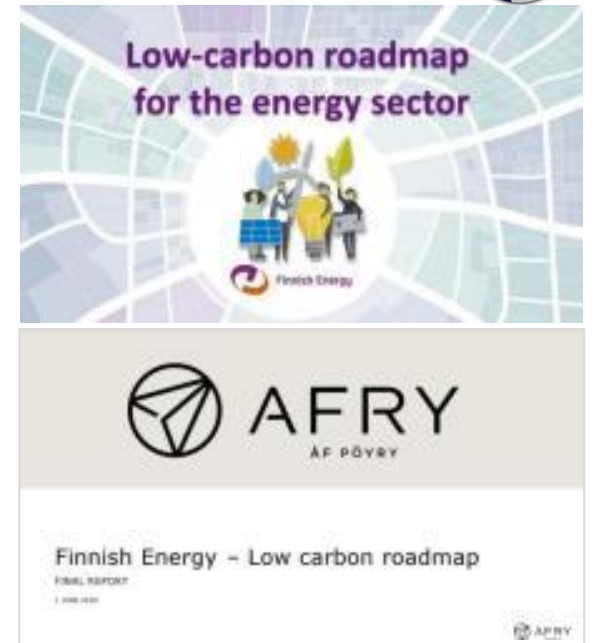 Low-carbon roadmap
for the energy sector
Finnish Energy
AFRY
ÅF PÖYRY
Finnish Energy – Low carbon roadmap
FINAL REPORT
AFRY